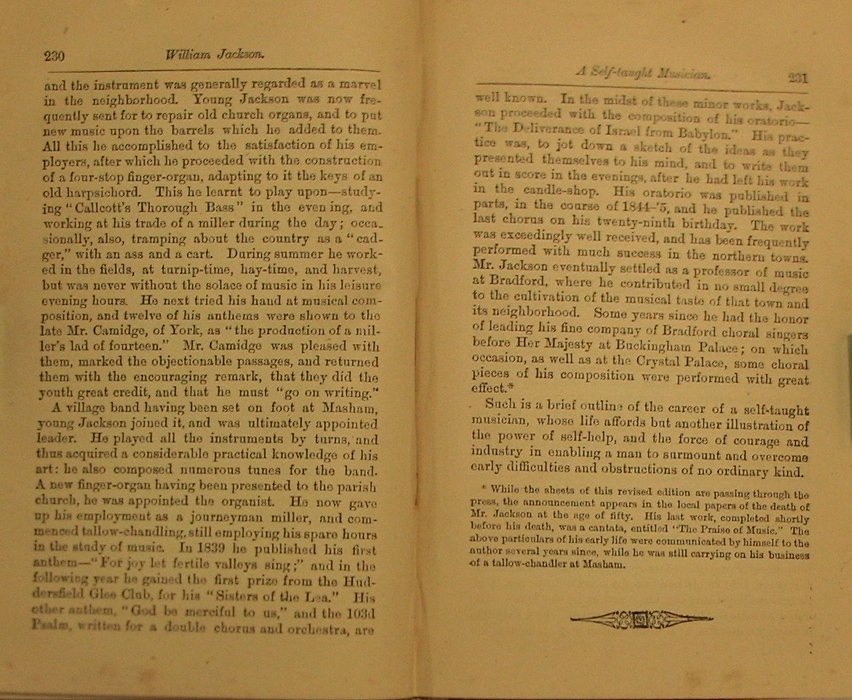 230
William Jackson.
and the instrument was generally regarded as a marvel
in the neighborhood. Young Jackson was now fre-
quently sent for to repair old church organs, and to put
new music upon the barrels which he added to them.
All this he accomplished to the satisfaction of his em-
ployers, after which he proceeded with the construction
of a four-stop finger-organ, adapting to it the keys of an
old harpsichord. This he learnt to play upon—study-
ing "Callcott's Thorough Bass" in the even ing, and
working at his trade of a miller during the day; occa-
sionally, also, tramping about the country as a "cad-
ger," with an ass and a cart. During summer he work-
ed in the fields, at turnip-time, hay-time, and harvest,
but was never without the solace of music in his leisure
evening hours. He next tried his hand at musical com-
position, and twelve of his anthems were shown to the
late Mr. Camidge, of York, as "the production of a mil-
ler's lad of fourteen." Mr. Camidge was pleased with
them, marked the objectionable passages, and returned
them with the encouraging remark, that they did the
youth great credit, and that he must "go on writing."
A village band having been set on foot at Masham,
young Jackson joined it, and was ultimately appointed
leader. He played all the instruments by turns, and
thus acquired a considerable practical knowledge of his
art: he also composed numerous tunes for the band.
A new finger-organ having been presented to the parish
church, he was appointed the organist. He now gave
up his employment as a journeyman miller, and com-
menced tallow-chandling, still employing his spare hours
in the study of music. In 1839 he published his first
anthem—"For joy let fertile valleys sing;" and in the
following year he gained the first prize from the Hud-
dersfield Glee Club, for his "Sisters of the Lea." His
other anthem, "God be merciful to us," and the 103d
Psalm, written for a double chorus and orchestra, are
A Self-taught Musician.
231
well known. In the midst of these minor works, Jack-
son proceeded with the composition of his oratorio—
"The Deliverance of Israel from Babylon." His prac-
tice was, to jot down a sketch of the ideas as they
presented themselves to his mind, and to write them
out in score in the evenings, after he had left his work
in the candle-shop. His oratorio was published in
parts, in the course of 1844-'5, and he published the
last chorus on his twenty-ninth birthday. The work
was exceedingly well received, and has been frequently
performed with much success in the northern towns.
Mr. Jackson eventually settled as a professor of music
at Bradford, where he contributed in no small degree
to the cultivation of the musical taste of that town and
its neighborhood. Some years since he had the honor
of leading his fine company of Bradford choral singers
before Her Majesty at Buckingham Palace; on which
occasion, as well as at the Crystal Palace, some choral
pieces of his composition were performed with great
effect.*
Such is a brief outline of the career of a self-taught
musician, whose life affords but another illustration of
the power of self-help, and the force of courage and
industry in enabling a man to surmount and overcome
early difficulties and obstructions of no ordinary kind.
* While the sheets of this revised edition are passing through the
press, the announcement appears in the local papers of the death of
Mr. Jackson at the age of fifty. His last work, completed shortly
before his death, was a cantata, entitled "The Praise of Music." The
above particulars of his early life were communicated by himself to the
author several years since, while he was still carrying on his business
of a tallow-chandler at Masham.